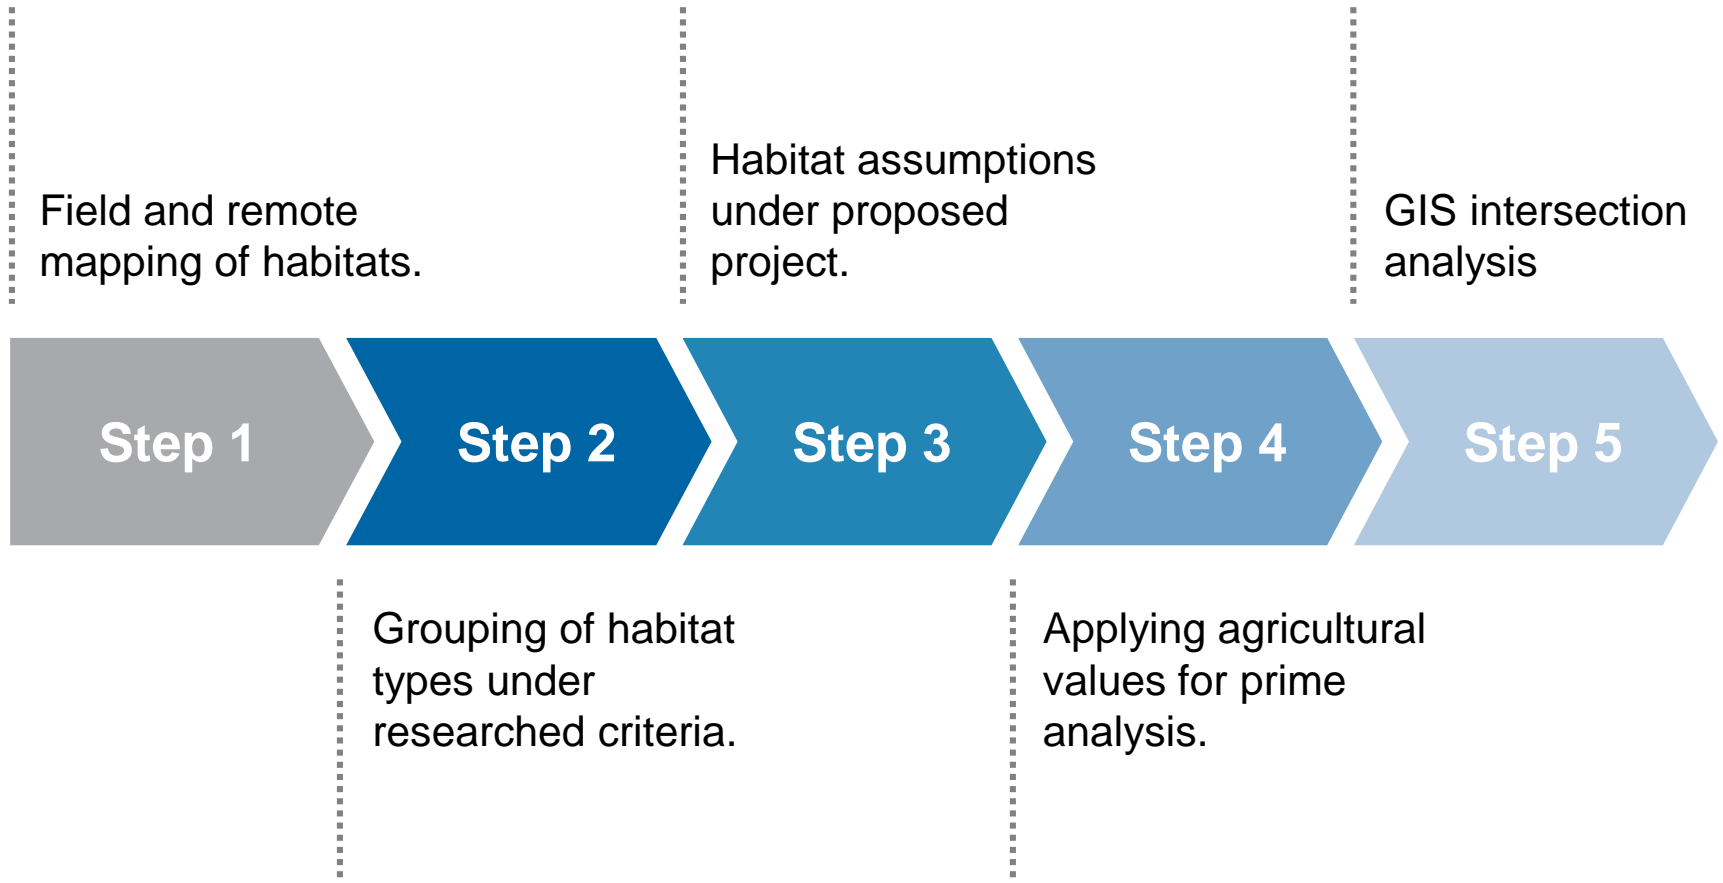 Field and remote
mapping of habitats.
Habitat assumptions
under proposed
project.
GIS intersection
analysis
Step 1
Step 2
Step 3
Step 4
Step 5
Grouping of habitat
types under
researched criteria.
Applying agricultural
values for prime
analysis.